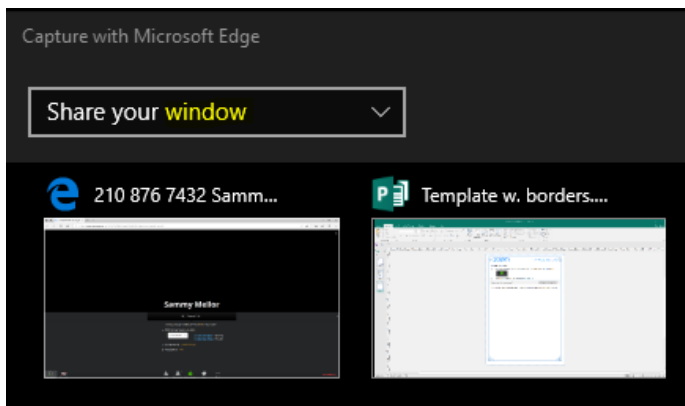 Capture with Microsoft Edge
Share your window
210 876 7432 Samm...
Template w. borders....
Sammy Mellor